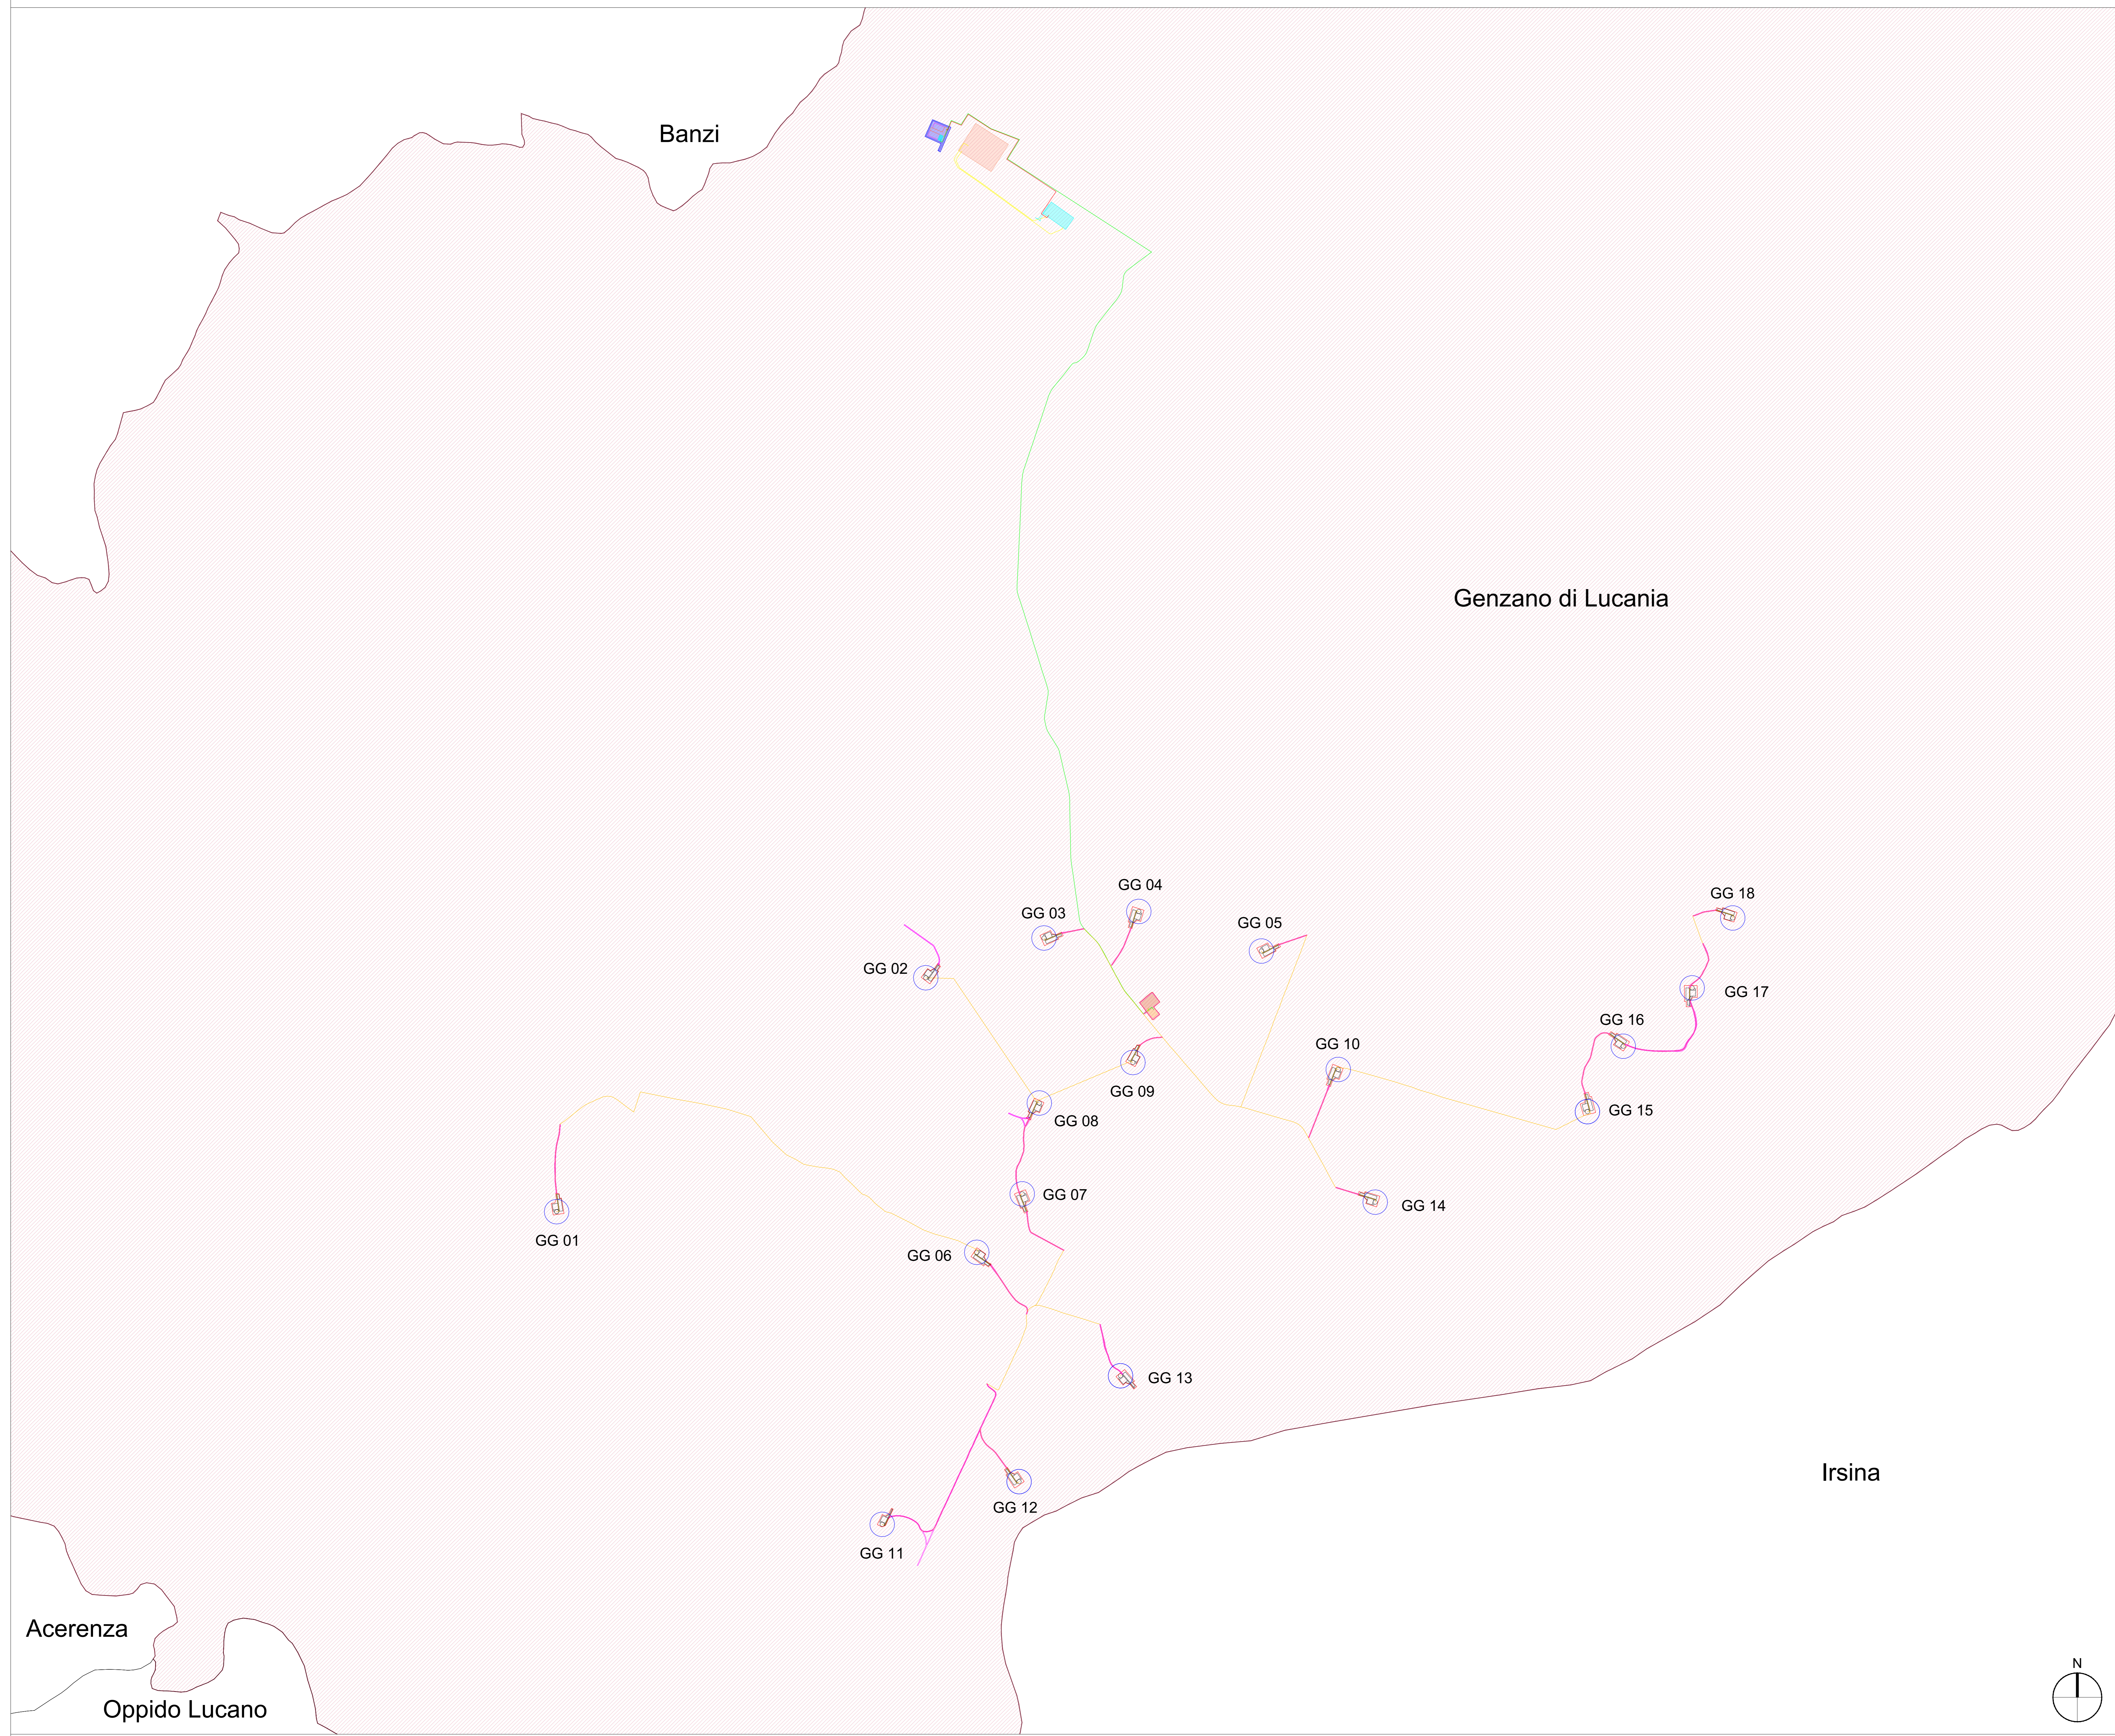 Banzi
Genzano di Lucania
GG 04
GG 18
GG 03
GG 05
GG 02
GG 17
GG 16
GG 10
GG 09
GG 15
GG 08
GG 07
GG 14
GG 01
GG 06
GG 13
Irsina
GG 12
GG 11
Acerenza
N
Oppido Lucano